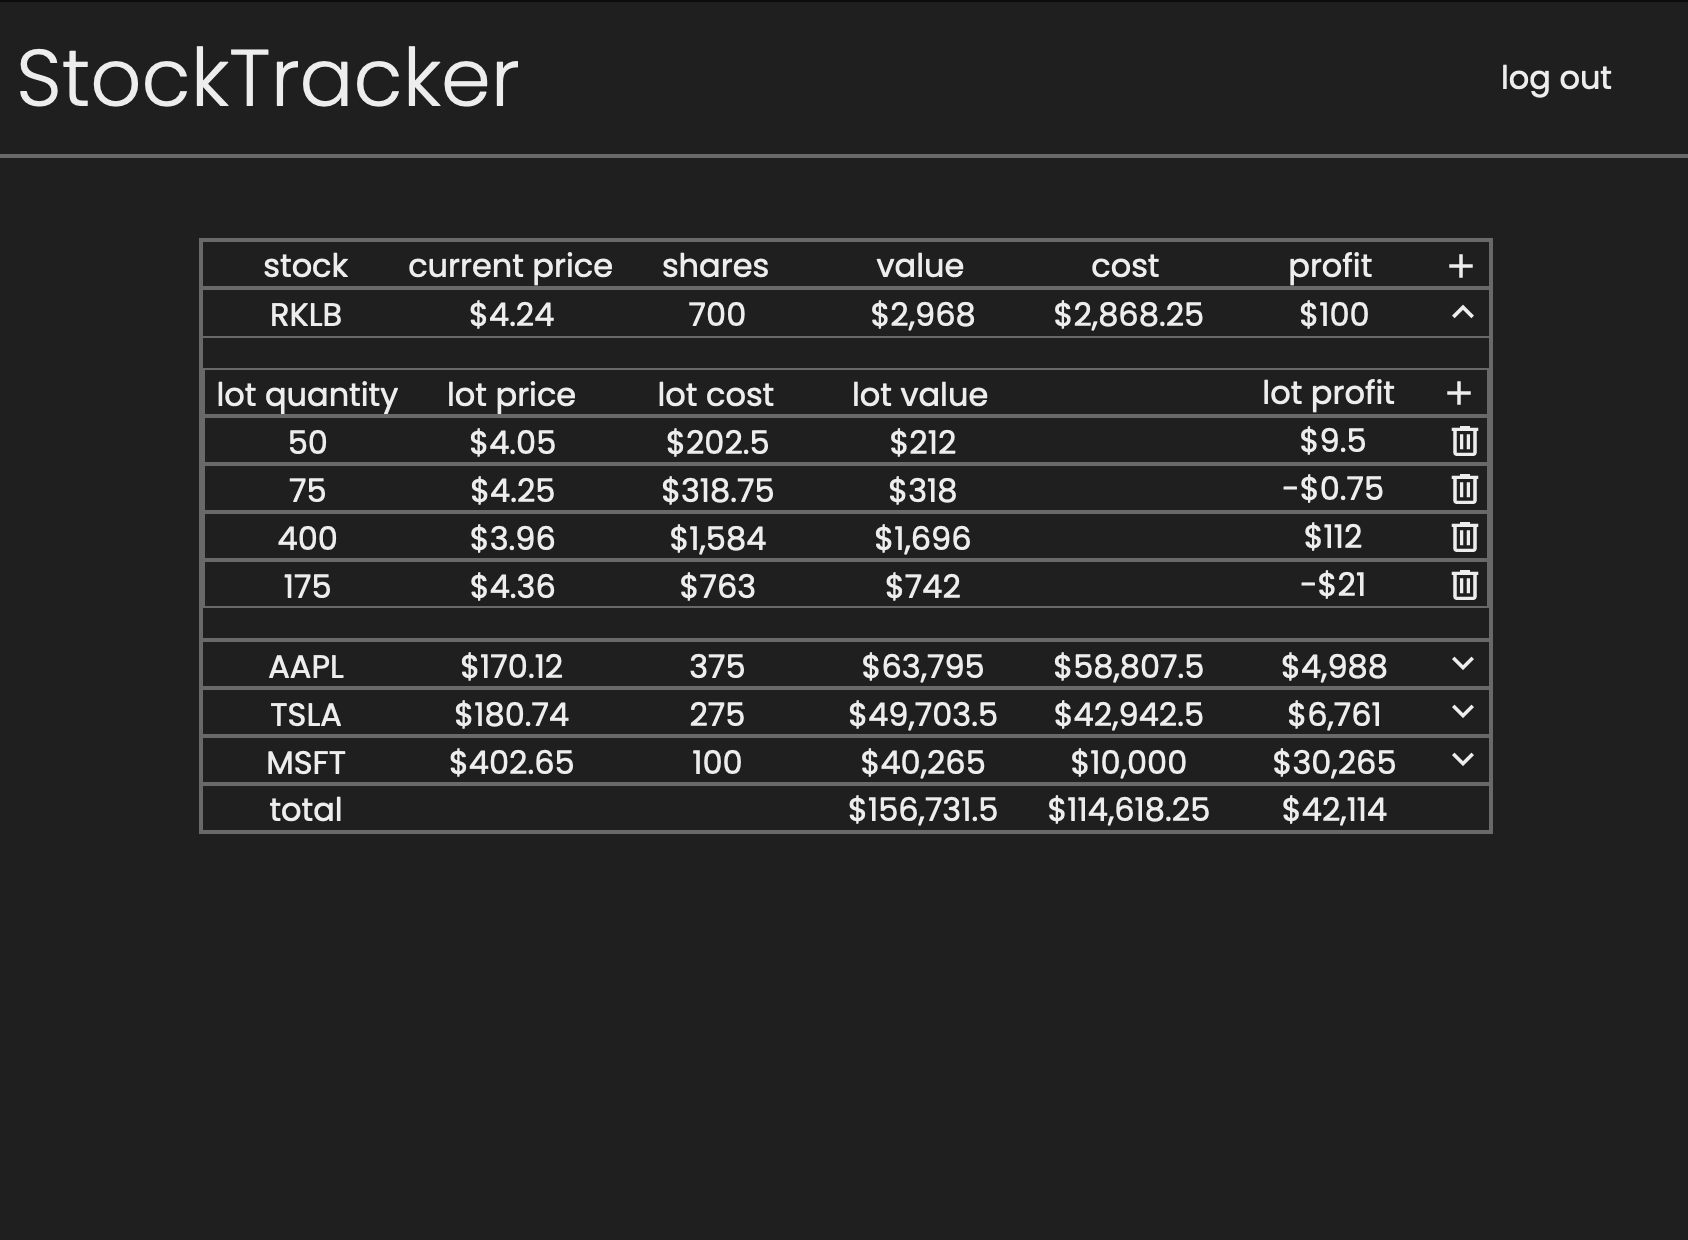 StockTracker
log out
stock current price shares value cost profit +
RKLB $4.24 700 $2,968 $2,868.25 $100
lot quantity lot price lot cost lot value lot profit +
50 $4.05 $202.5 $212 $9.5
75 $4.25 $318.75 $318 -$0.75
400 $3.96 $1,584 $1,696 $112
175 $4.36 $763 $742 -$21
AAPL $170.12 375 $63,795 $58,807.5 $4,988
TSLA $180.74 275 $49,703.5 $42,942.5 $6,761
MSFT $402.65 100 $40,265 $10,000 $30,265
total $156,731.5 $114,618.25 $42,114